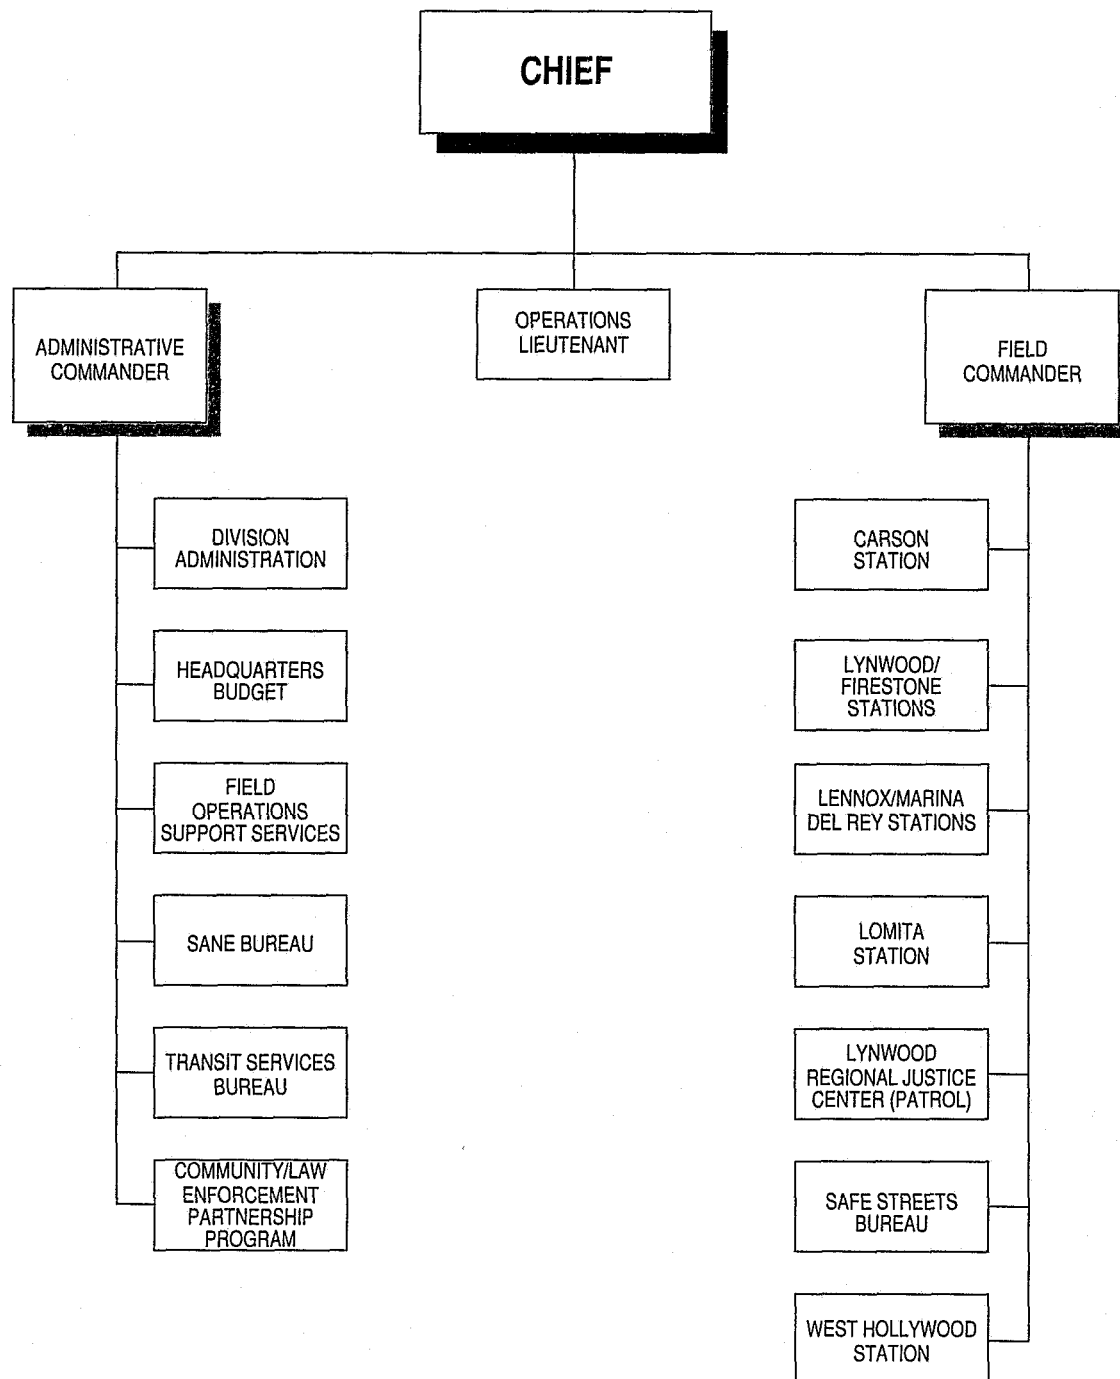 CHIEF
ADMINISTRATIVE
COMMANDER
OPERATIONS
LIEUTENANT
FIELD
COMMANDER
DIVISION
ADMINISTRATION
HEADQUARTERS
BUDGET
FIELD
OPERATIONS
SUPPORT SERVICES
SANE BUREAU
TRANSIT SERVICES
BUREAU
COMMUNITY/LAW
ENFORCEMENT
PARTNERSHIP
PROGRAM
CARSON
STATION
LYNWOOD/
FIRESTONE
STATIONS
LENNOX/MARINA
DEL REY STATIONS
LOMITA
STATION
LYNWOOD
REGIONAL JUSTICE
CENTER (PATROL)
SAFE STREETS
BUREAU
WEST HOLLYWOOD
STATION